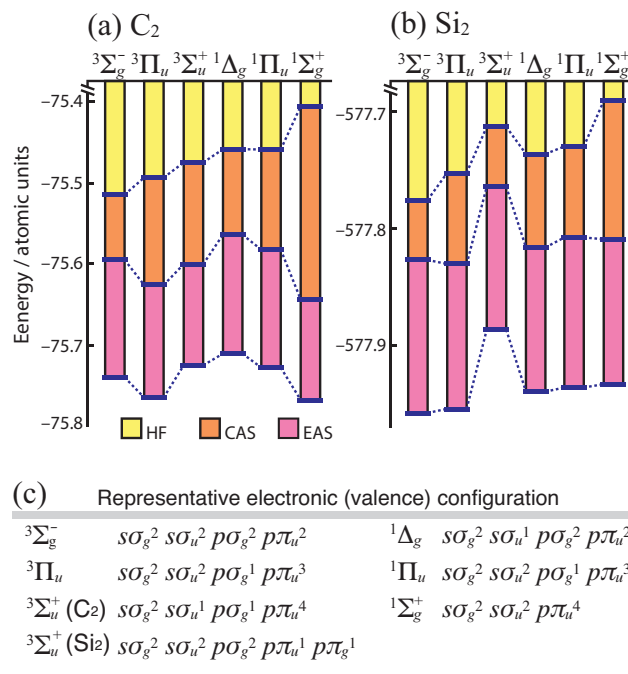 (a) C₂
³Σg⁻ ³Πu ³Σu⁺ ¹Δg ¹Πu ¹Σg⁺
Eenergy / atomic units
−75.4
−75.5
−75.6
−75.7
−75.8
HF CAS EAS
(b) Si₂
³Σg⁻ ³Πu ³Σu⁺ ¹Δg ¹Πu ¹Σg⁺
−577.7
−577.8
−577.9
(c) Representative electronic (valence) configuration
³Σg⁻ sσg² sσu² pσg² pπu² ¹Δg sσg² sσu¹ pσg² pπu²
³Πu sσg² sσu² pσg¹ pπu³ ¹Πu sσg² sσu² pσg¹ pπu³
³Σu⁺ (C₂) sσg² sσu¹ pσg¹ pπu⁴ ¹Σg⁺ sσg² sσu² pπu⁴
³Σu⁺ (Si₂) sσg² sσu² pσg² pπu¹ pπg¹